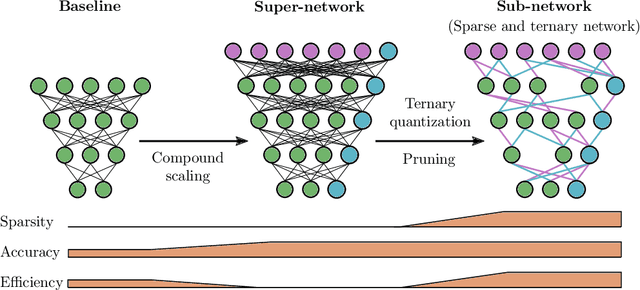 Baseline
Super-network
Sub-network
(Sparse and ternary network)
Compound
scaling
Ternary
quantization
Pruning
Sparsity
Accuracy
Efficiency